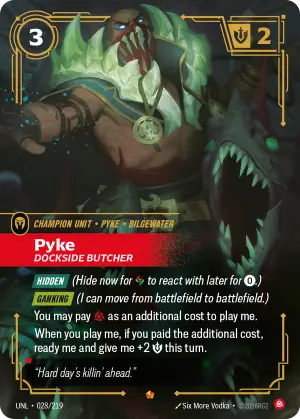 3
2
CHAMPION UNIT • PYKE • BILGEWATER
Pyke
DOCKSIDE BUTCHER
HIDDEN (Hide now for to react with later for 0.)
GANKING (I can move from battlefield to battlefield.)
You may pay as an additional cost to play me.
When you play me, if you paid the additional cost,
ready me and give me +2 this turn.
"Hard day's killin' ahead."
UNL • 028/219
Six More Vodka • ©2026RGI